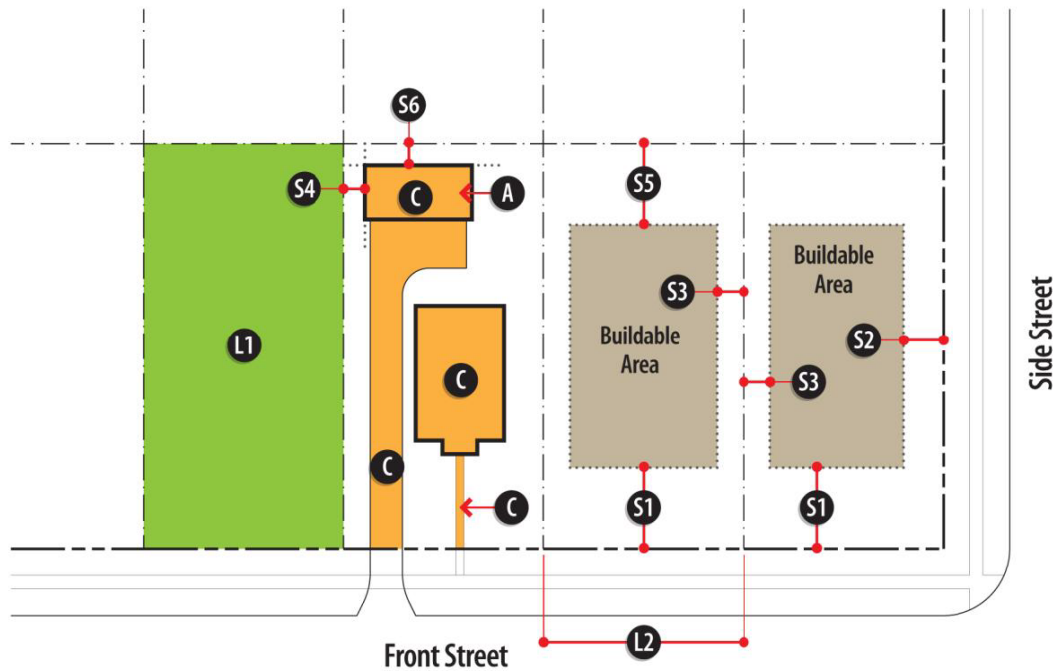 S6
S4
C
A
S5
Buildable
Area
S3
Buildable
Area
S2
L1
S3
C
C
C
S1
S1
L2
Front Street
Side Street